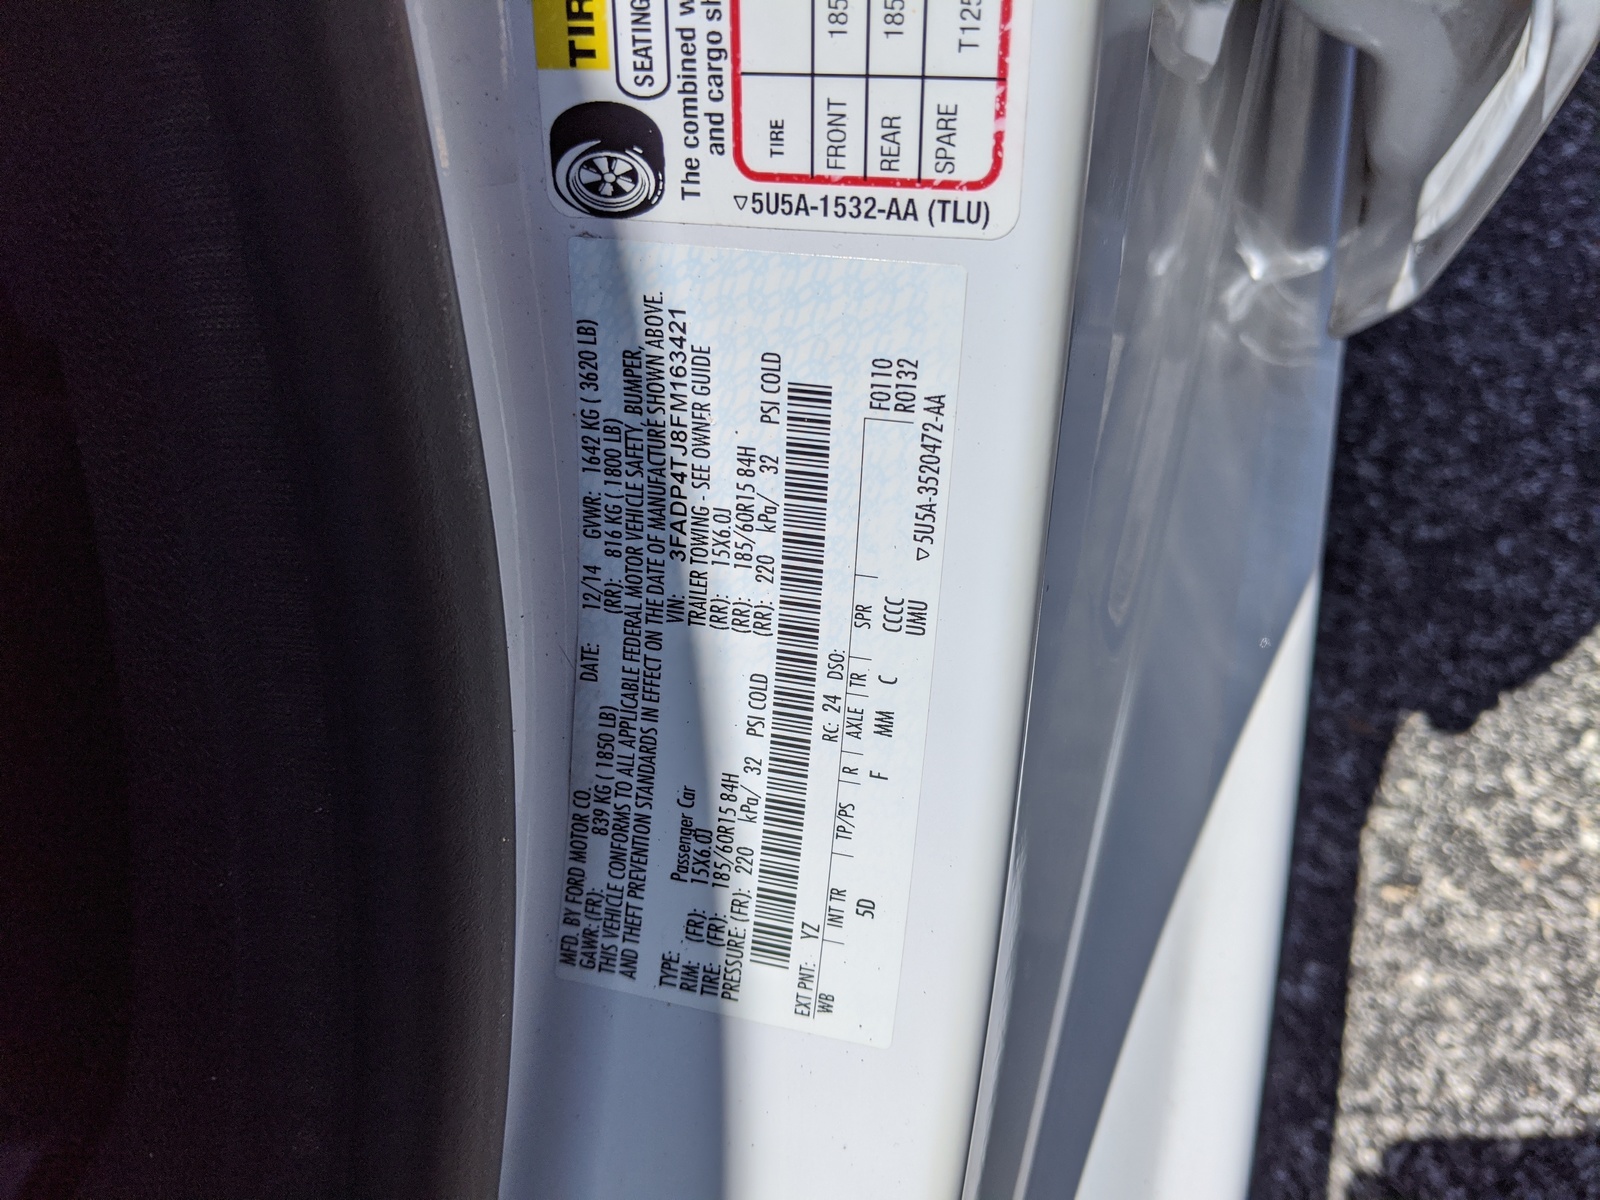 MFD. BY FORD MOTOR CO.
DATE: 12/14 GVWR: 1642 KG ( 3620 LB)
GAWR: (FR): 839 KG ( 1850 LB) (RR): 816 KG ( 1800 LB)
THIS VEHICLE CONFORMS TO ALL APPLICABLE FEDERAL MOTOR VEHICLE SAFETY, BUMPER,
AND THEFT PREVENTION STANDARDS IN EFFECT ON THE DATE OF MANUFACTURE SHOWN ABOVE.
VIN: 3FADP4TJ8FM163421
TYPE: Passenger Car TRAILER TOWING - SEE OWNER GUIDE
RIM: (FR): 15X6.0J (RR): 15X6.0J
TIRE: (FR): 185/60R15 84H (RR): 185/60R15 84H
PRESSURE: (FR): 220 kPa/ 32 PSI COLD (RR): 220 kPa/ 32 PSI COLD
EXT PNT: YZ RC: 24 DSO:
WB INT TR TP/PS R AXLE TR SPR
F0110
R0132
5D F MM C CCCC
UMU
▽5U5A-3520472-AA
TIR
SEATING
The combined w
and cargo sh
TIRE
FRONT 185
REAR 185
SPARE T125
▽5U5A-1532-AA (TLU)